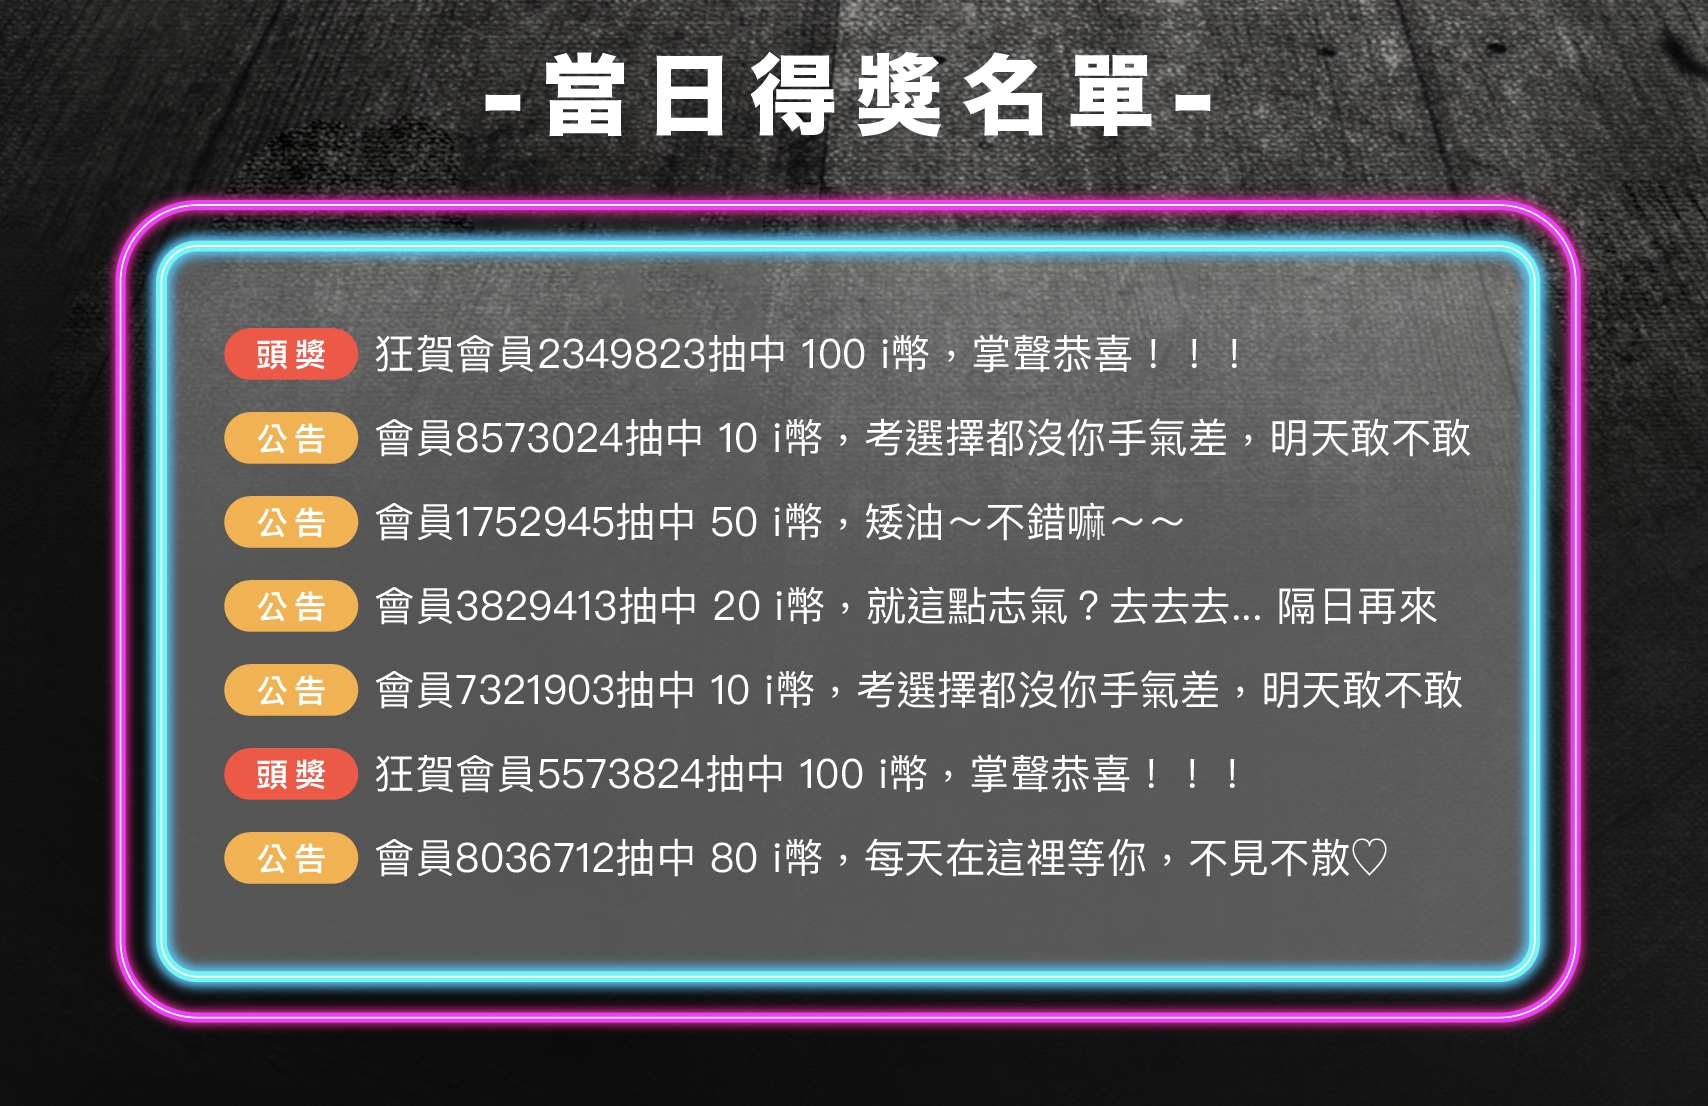 -當日得獎名單-
頭獎 狂賀會員2349823抽中 100 i幣，掌聲恭喜！！！
公告 會員8573024抽中 10 i幣，考選擇都沒你手氣差，明天敢不敢
公告 會員1752945抽中 50 i幣，矮油～不錯嘛～～
公告 會員3829413抽中 20 i幣，就這點志氣？去去去... 隔日再來
公告 會員7321903抽中 10 i幣，考選擇都沒你手氣差，明天敢不敢
頭獎 狂賀會員5573824抽中 100 i幣，掌聲恭喜！！！
公告 會員8036712抽中 80 i幣，每天在這裡等你，不見不散♡